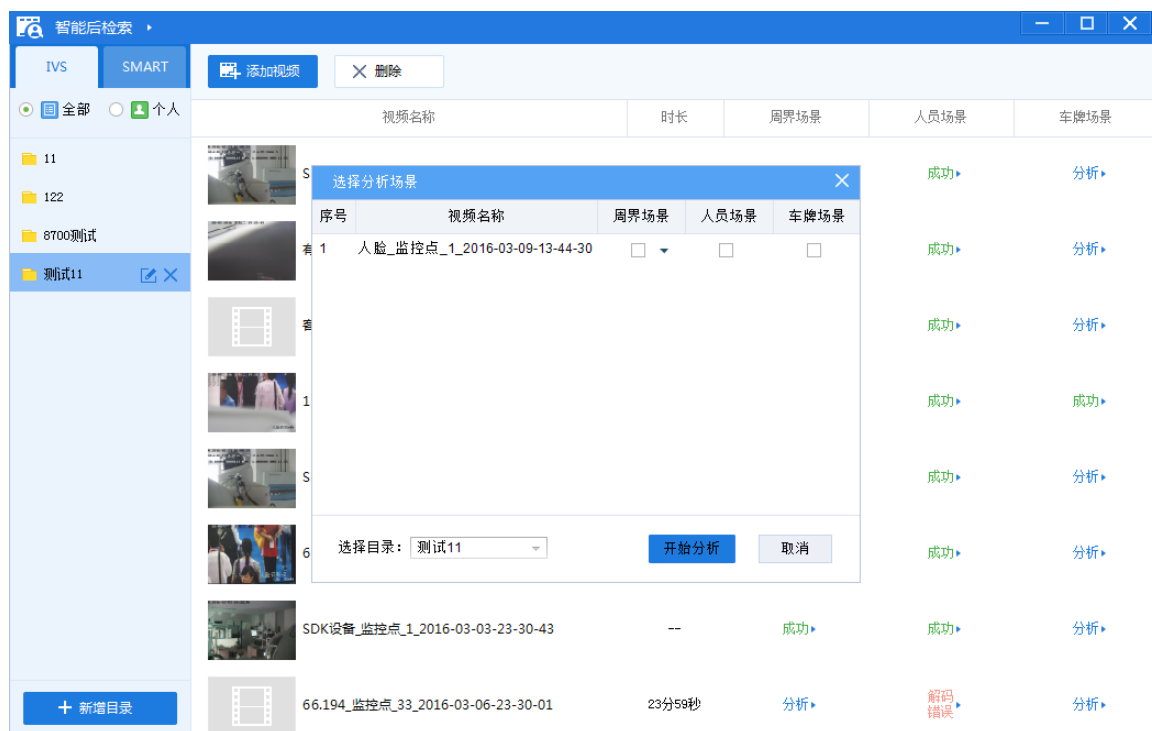 智能后检索
IVS
SMART
添加视频
删除
全部
个人
视频名称
时长
周界场景
人员场景
车牌场景
11
122
8700测试
测试11
S
成功
分析
选择分析场景
序号
视频名称
周界场景
人员场景
车牌场景
1
人脸_监控点_1_2016-03-09-13-44-30
有
成功
分析
客
成功
分析
1
成功
成功
S
成功
分析
6
成功
分析
选择目录：
测试11
开始分析
取消
SDK设备_监控点_1_2016-03-03-23-30-43
--
成功
成功
分析
66.194_监控点_33_2016-03-06-23-30-01
23分59秒
分析
解码
错误
分析
新增目录